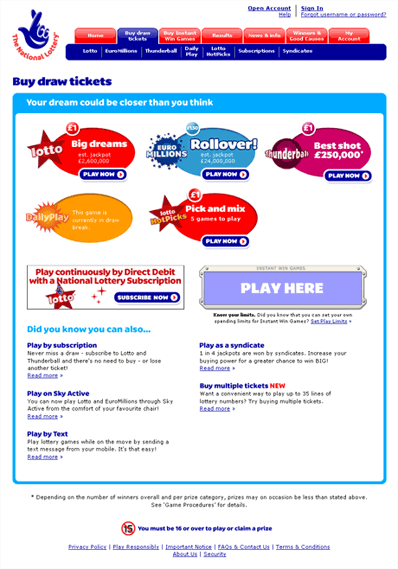 Open Account | Sign In
Help | Forgot username or password?
The National Lottery
Home
Buy draw tickets
Buy Instant Win Games
Results
News & info
Winners & Good Causes
My Account
Lotto | EuroMillions | Thunderball | Daily Play | Lotto HotPicks | Subscriptions | Syndicates
Buy draw tickets
Your dream could be closer than you think
£1
lotto
Big dreams
est. jackpot
£2,600,000
PLAY NOW
£1.50
EURO MILLIONS
Rollover!
est. jackpot
£24,000,000
PLAY NOW
£1
thunderball
Best shot
£250,000*
PLAY NOW
DailyPlay
The game is
currently in draw
break.
£1
lotto HotPicks
Pick and mix
5 games to play
PLAY NOW
Play continuously by Direct Debit
with a National Lottery Subscription
lotto
SUBSCRIBE NOW
INSTANT WIN GAMES
PLAY HERE
Know your limits. Did you know that you can set your
own spending limits for Instant Win Games? Set Play Limits »
Did you know you can also...
Play by subscription
Never miss a draw - subscribe to Lotto and
Thunderball and there's no need to buy - or lose
another ticket!
Read more »
Play on Sky Active
You can now play Lotto and EuroMillions through Sky
Active from the comfort of your favourite chair!
Read more »
Play by Text
Play lottery games while on the move by sending a
text message from your mobile. It's that easy!
Read more »
Play as a syndicate
1 in 4 jackpots are won by syndicates. Increase your
buying power for a greater chance to win BIG!
Read more »
Buy multiple tickets NEW
Want a convenient way to play up to 35 lines of
lottery numbers? Try buying multiple tickets.
Read more »
* Depending on the number of winners overall and per prize category, prizes may on occasion be less than stated above.
See 'Game Procedures' for details.
You must be 16 or over to play or claim a prize
Privacy Policy | Play Responsibly | Important Notice | FAQs & Contact Us | Terms & Conditions
About Us | Security